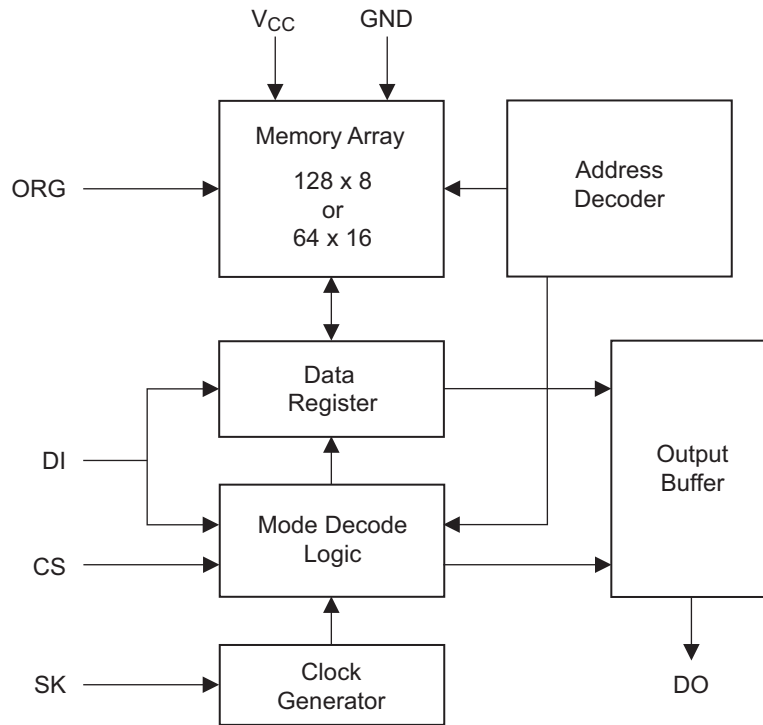 VCC
GND
Memory Array
128 x 8
or
64 x 16
Address
Decoder
ORG
Data
Register
DI
Output
Buffer
Mode Decode
Logic
CS
Clock
Generator
SK
DO